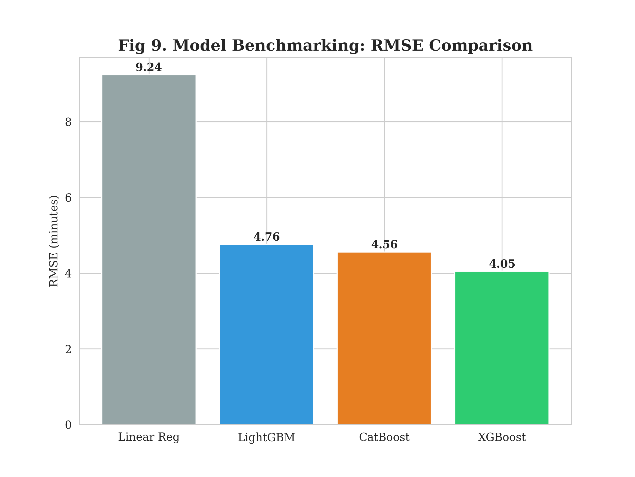 Fig 9. Model Benchmarking: RMSE Comparison
9.24
4.76
4.56
4.05
RMSE (minutes)
8
6
4
2
0
Linear Reg
LightGBM
CatBoost
XGBoost